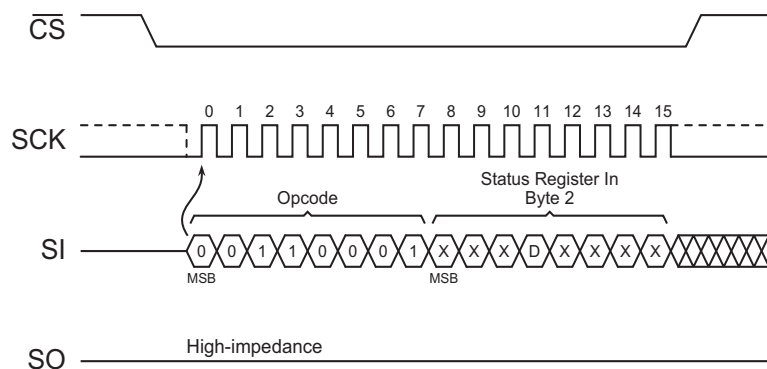 CS
0 1 2 3 4 5 6 7 8 9 10 11 12 13 14 15
SCK
Status Register In
Opcode Byte 2
SI 0 0 1 1 0 0 0 1 X X X D X X X X
MSB MSB
High-impedance
SO